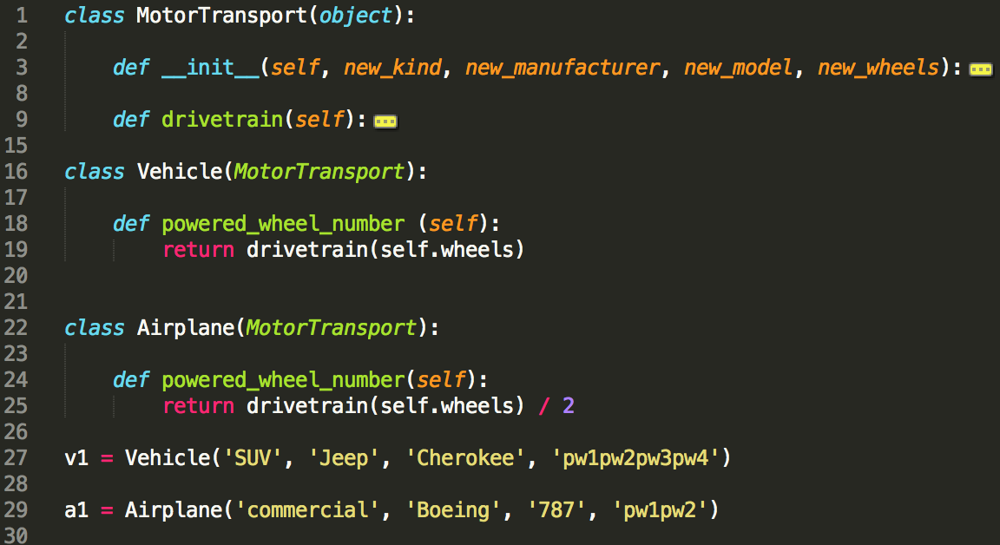 1 class MotorTransport(object):
2
3 def __init__(self, new_kind, new_manufacturer, new_model, new_wheels):
8
9 def drivetrain(self):
15
16 class Vehicle(MotorTransport):
17
18 def powered_wheel_number (self):
19 return drivetrain(self.wheels)
20
21
22 class Airplane(MotorTransport):
23
24 def powered_wheel_number(self):
25 return drivetrain(self.wheels) / 2
26
27 v1 = Vehicle('SUV', 'Jeep', 'Cherokee', 'pw1pw2pw3pw4')
28
29 a1 = Airplane('commercial', 'Boeing', '787', 'pw1pw2')
30